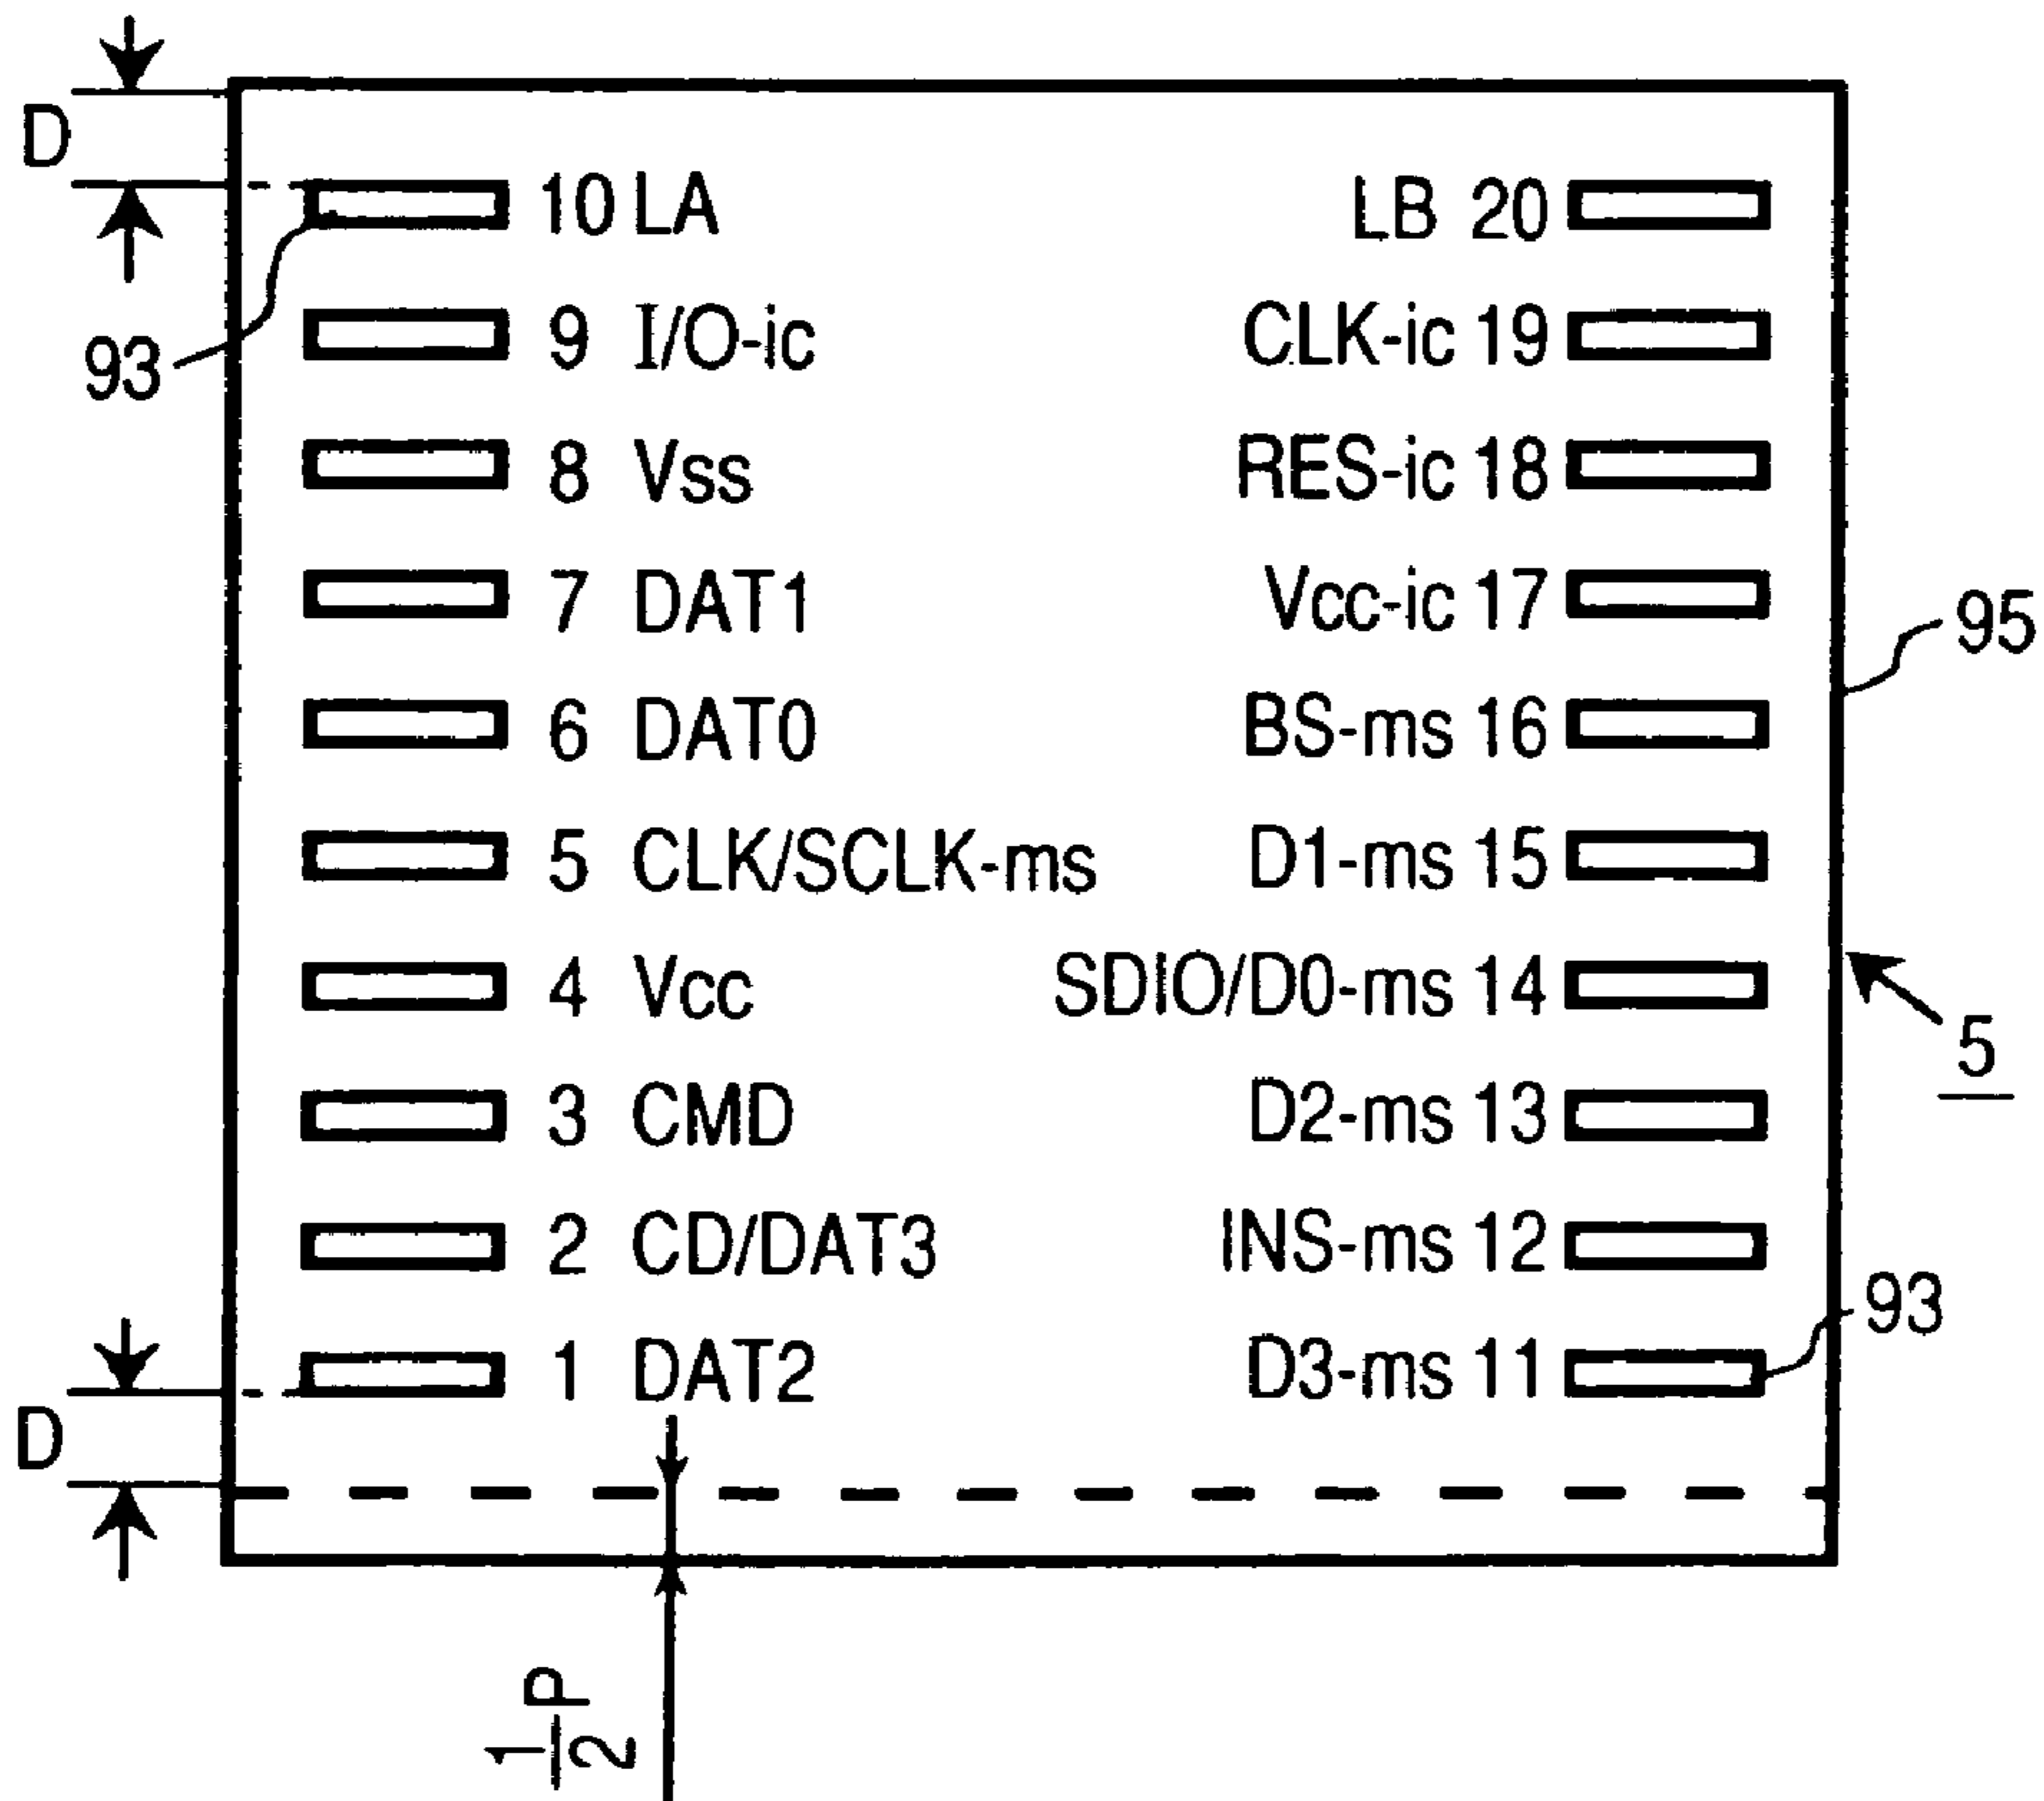 D
10 LA LB 20
9 I/O-ic CLK-ic 19
93
8 Vss RES-ic 18
7 DAT1 Vcc-ic 17
95
6 DAT0 BS-ms 16
5 CLK/SCLK-ms D1-ms 15
4 Vcc SDIO/D0-ms 14
5
3 CMD D2-ms 13
2 CD/DAT3 INS-ms 12
93
1 DAT2 D3-ms 11
D
1/2 P